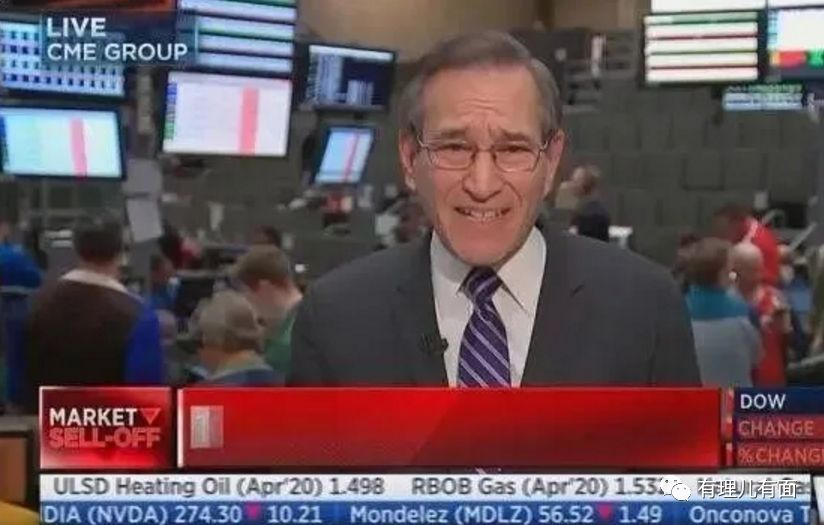 LIVE
CME GROUP
MARKET
SELL-OFF
DOW
CHANGE
% CHANGE
ULSD Heating Oil (Apr'20) 1.498 RBOB Gas (Apr'20)
有理儿有面
DIA (NVDA) 274.30 ▼ 10.21 Mondelez (MDLZ) 56.52 ▼ 1.49 Onconova T